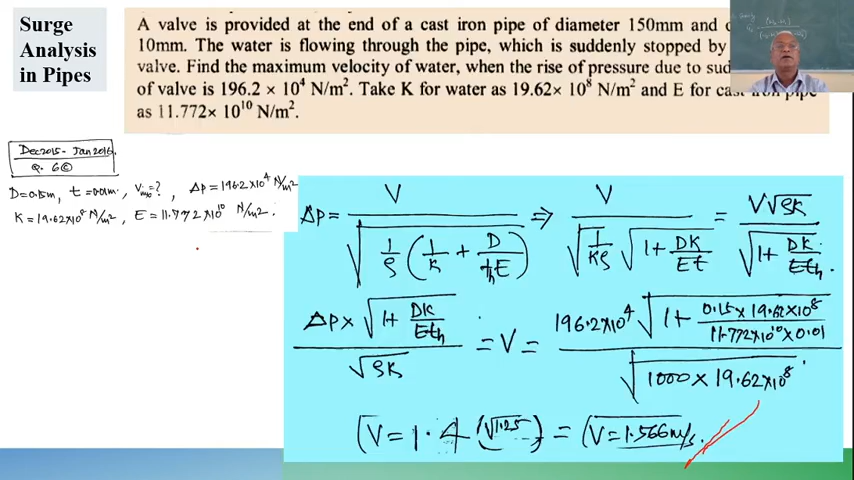 Surge
Analysis
in Pipes
A valve is provided at the end of a cast iron pipe of diameter 150mm and
10mm. The water is flowing through the pipe, which is suddenly stopped by
valve. Find the maximum velocity of water, when the rise of pressure due to
of valve is 196.2 × 10⁴ N/m². Take K for water as 19.62× 10⁸ N/m² and E for cast iron pipe
as 11.772× 10¹⁰ N/m².
Dec2015 - Jan2016.
Q. 6©
D=0.15m, t=0.01m, V=?, Δp=196.2×10⁴ N/m²
K=19.62×10⁸ N/m², E=11.772×10¹⁰ N/m².
Δp = V / √(1/ρ (1/K + D/(tₕE))) ⇒ V / (√(1/Kρ) √(1 + DK/Et)) = V√ρK / √(1 + DK/Etₕ).
Δp × √(1 + DK/Etₕ) / √ρK = V = 196.2×10⁴ √(1 + (0.15×19.62×10⁸)/(11.772×10¹⁰×0.01)) / √(1000×19.62×10⁸)
(V = 1.4 (√1.25) = (V = 1.566 m/s.